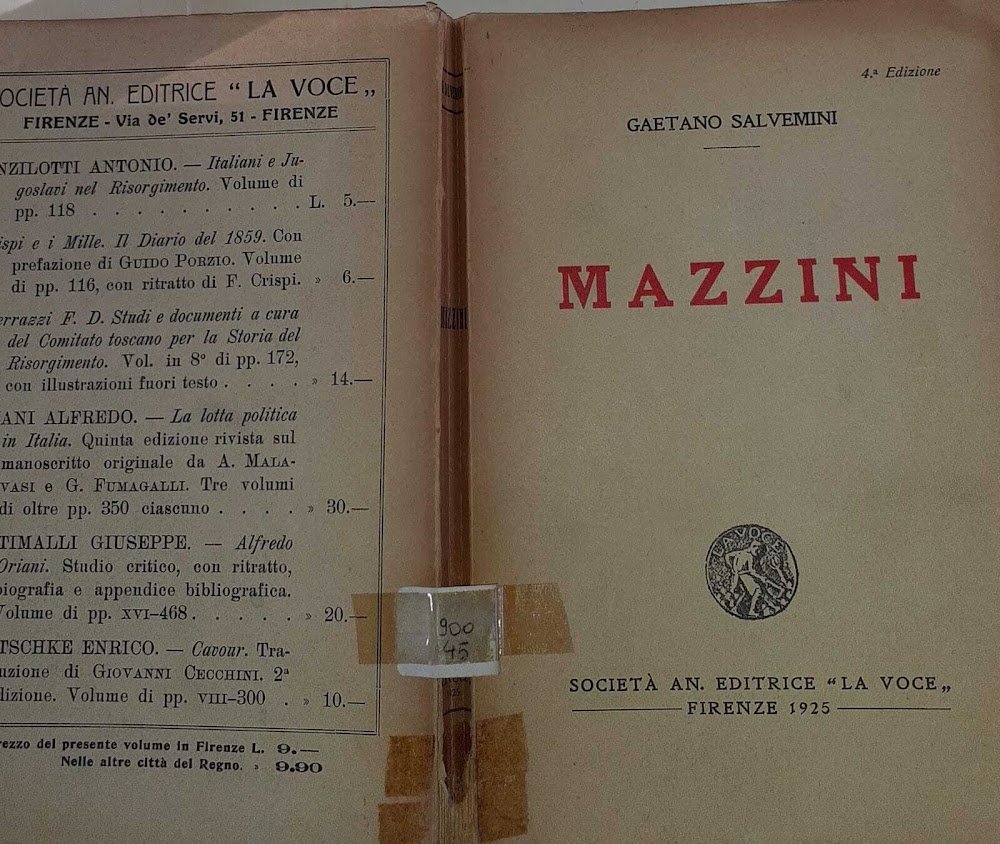 SOCIETÀ AN. EDITRICE “LA VOCE„
FIRENZE - Via de' Servi, 51 - FIRENZE
NZILOTTI ANTONIO. — Italiani e Ju-
goslavi nel Risorgimento. Volume di
pp. 118 . . . . . . . . . . L. 5.—
ispi e i Mille. Il Diario del 1859. Con
prefazione di GUIDO PORZIO. Volume
di pp. 116, con ritratto di F. Crispi. » 6.—
errazzi F. D. Studi e documenti a cura
del Comitato toscano per la Storia del
Risorgimento. Vol. in 8º di pp. 172,
con illustrazioni fuori testo . . . . » 14.—
IANI ALFREDO. — La lotta politica
in Italia. Quinta edizione rivista sul
manoscritto originale da A. MALA-
VASI e G. FUMAGALLI. Tre volumi
di oltre pp. 350 ciascuno . . . . » 30.—
TIMALLI GIUSEPPE. — Alfredo
Oriani. Studio critico, con ritratto,
biografia e appendice bibliografica.
Volume di pp. XVI–468 . . . . . » 20.—
TSCHKE ENRICO. — Cavour. Tra-
uzione di GIOVANNI CECCHINI. 2ª
dizione. Volume di pp. VIII–300 . » 10.—
rezzo del presente volume in Firenze L. 9.—
Nelle altre città del Regno. » 9.90
MAZZINI
900
45
1925
4.ª Edizione
GAETANO SALVEMINI
MAZZINI
LA VOCE
SOCIETÀ AN. EDITRICE “LA VOCE„
FIRENZE 1925